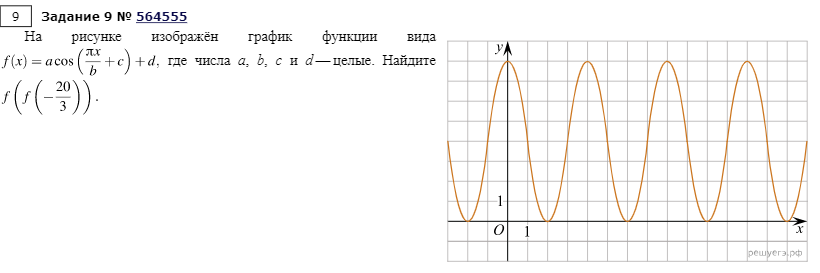 9 Задание 9 № 564555
На рисунке изображён график функции вида
f(x) = a cos(πx/b + c) + d, где числа a, b, c и d — целые. Найдите
f(f(−20/3)).
y
1
O 1 x
решуегэ.рф